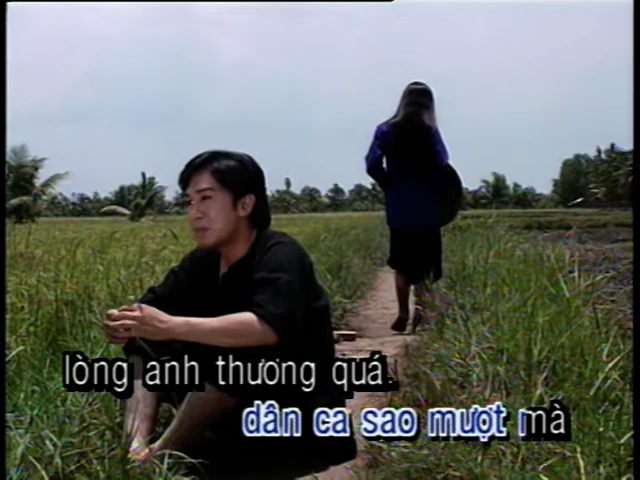 lòng anh thương quá
dân ca sao mượt mà